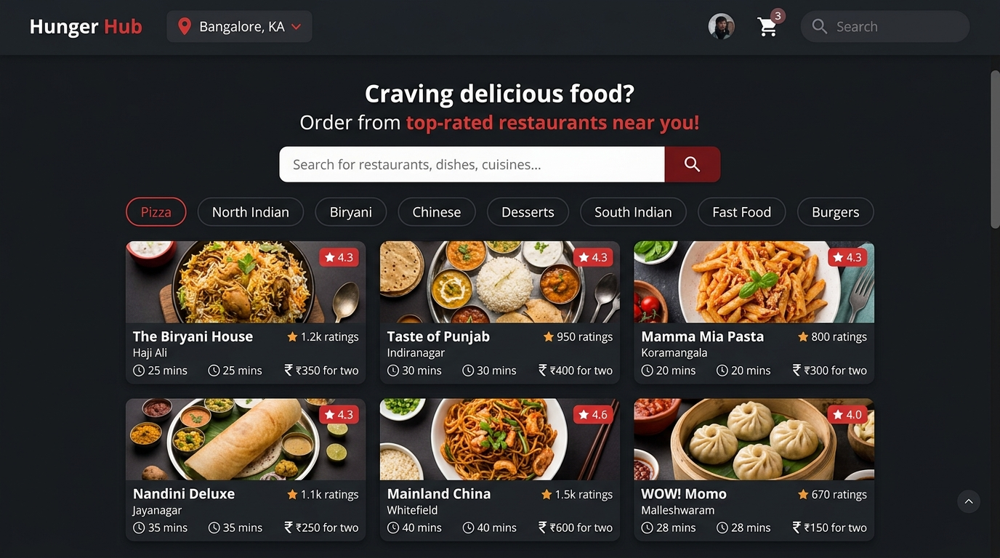 Hunger Hub
Bangalore, KA
3
Search
Craving delicious food?
Order from top-rated restaurants near you!
Search for restaurants, dishes, cuisines...
Pizza
North Indian
Biryani
Chinese
Desserts
South Indian
Fast Food
Burgers
4.3
The Biryani House
1.2k ratings
Haji Ali
25 mins
25 mins
₹ ₹350 for two
4.3
Taste of Punjab
950 ratings
Indiranagar
30 mins
30 mins
₹ ₹400 for two
4.3
Mamma Mia Pasta
800 ratings
Koramangala
20 mins
20 mins
₹ ₹300 for two
4.3
Nandini Deluxe
1.1k ratings
Jayanagar
35 mins
35 mins
₹ ₹250 for two
4.6
Mainland China
1.5k ratings
Whitefield
40 mins
40 mins
₹ ₹600 for two
4.0
WOW! Momo
670 ratings
Malleshwaram
28 mins
28 mins
₹ ₹150 for two